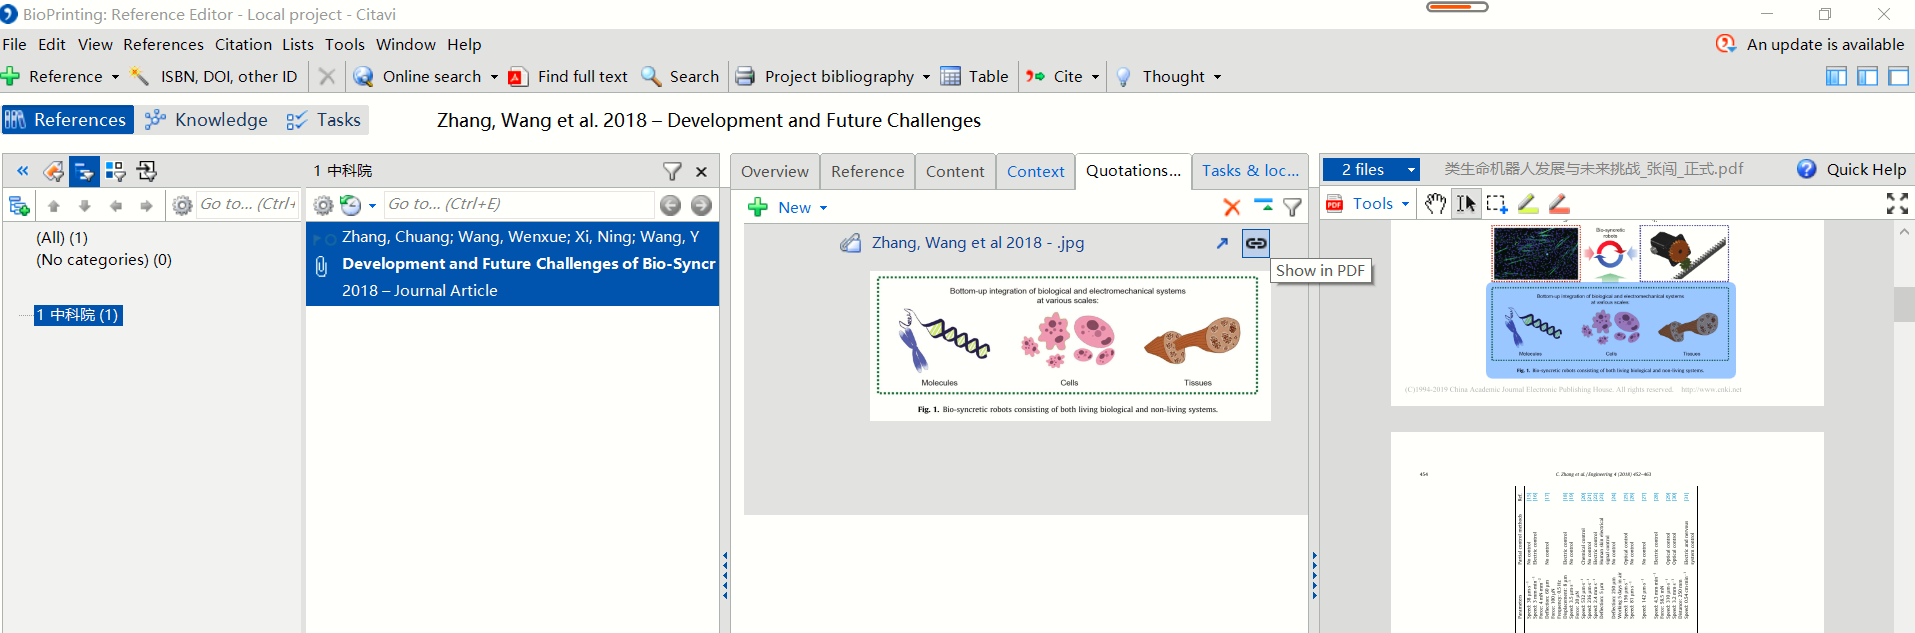 BioPrinting: Reference Editor - Local project - Citavi
File Edit View References Citation Lists Tools Window Help
An update is available
Reference ISBN, DOI, other ID Online search Find full text Search Project bibliography Table Cite Thought
References Knowledge Tasks
Zhang, Wang et al. 2018 – Development and Future Challenges
1 中科院
Overview Reference Content Context Quotations... Tasks & loc...
2 files
类生命机器人发展与未来挑战_张闯_正式.pdf
Quick Help
Go to... (Ctrl+
Go to... (Ctrl+E)
New
Tools
(All) (1)
(No categories) (0)
1 中科院 (1)
Zhang, Chuang; Wang, Wenxue; Xi, Ning; Wang, Y
Development and Future Challenges of Bio-Syncr
2018 – Journal Article
Zhang, Wang et al 2018 - .jpg
Show in PDF
Bottom-up integration of biological and electromechanical systems
at various scales:
Molecules Cells Tissues
Fig. 1. Bio-syncretic robots consisting of both living biological and non-living systems.
Bio-syncretic
robots
Bottom-up integration of biological and electromechanical systems
at various scales:
Molecules Cells Tissues
Fig. 1. Bio-syncretic robots consisting of both living biological and non-living systems.
(C)1994-2019 China Academic Journal Electronic Publishing House. All rights reserved. http://www.cnki.net
454
C. Zhang et al. / Engineering 4 (2018) 452–463